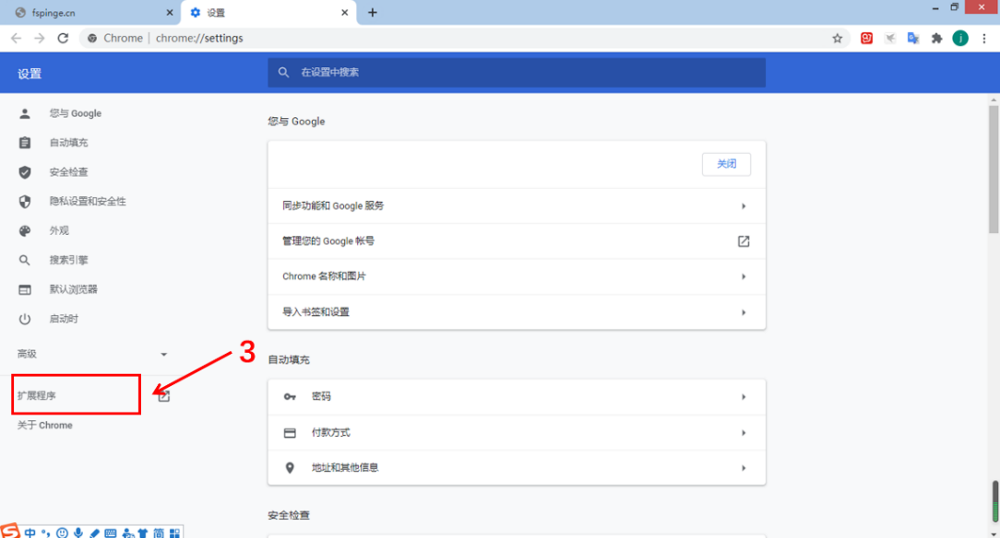 fspinge.cn
设置
Chrome | chrome://settings
j
设置
在设置中搜索
您与 Google
自动填充
安全检查
隐私设置和安全性
外观
搜索引擎
默认浏览器
启动时
高级
3
扩展程序
关于 Chrome
您与 Google
关闭
同步功能和 Google 服务
管理您的 Google 帐号
Chrome 名称和图片
导入书签和设置
自动填充
密码
付款方式
地址和其他信息
安全检查
S 中 简